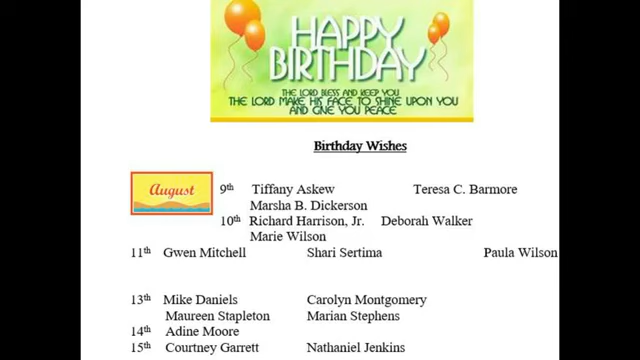 HAPPY
BIRTHDAY
THE LORD BLESS AND KEEP YOU
THE LORD MAKE HIS FACE TO SHINE UPON YOU
AND GIVE YOU PEACE
Birthday Wishes
August 9th Tiffany Askew Teresa C. Barmore
Marsha B. Dickerson
10th Richard Harrison, Jr. Deborah Walker
Marie Wilson
11th Gwen Mitchell Shari Sertima Paula Wilson
13th Mike Daniels Carolyn Montgomery
Maureen Stapleton Marian Stephens
14th Adine Moore
15th Courtney Garrett Nathaniel Jenkins